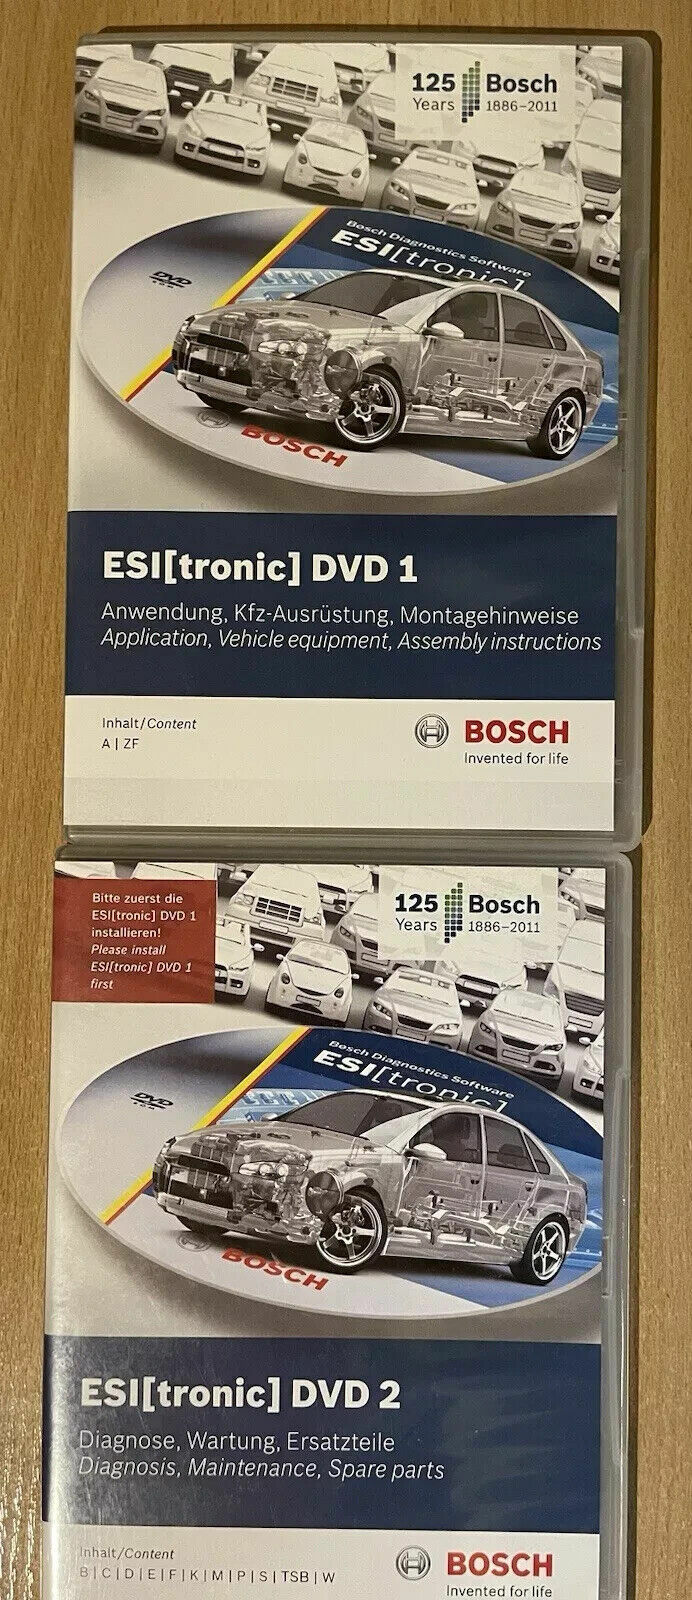 125 Bosch
Years 1886–2011
Bosch Diagnostics Software
ESI[tronic]
DVD
ROM
BOSCH
ESI[tronic] DVD 1
Anwendung, Kfz-Ausrüstung, Montagehinweise
Application, Vehicle equipment, Assembly instructions
Inhalt/Content
A | ZF
BOSCH
Invented for life
Bitte zuerst die
ESI[tronic] DVD 1
installieren!
Please install
ESI[tronic] DVD 1
first
125 Bosch
Years 1886–2011
Bosch Diagnostics Software
ESI[tronic]
DVD
ROM
BOSCH
ESI[tronic] DVD 2
Diagnose, Wartung, Ersatzteile
Diagnosis, Maintenance, Spare parts
Inhalt/Content
B | C | D | E | F | K | M | P | S | TSB | W
BOSCH
Invented for life